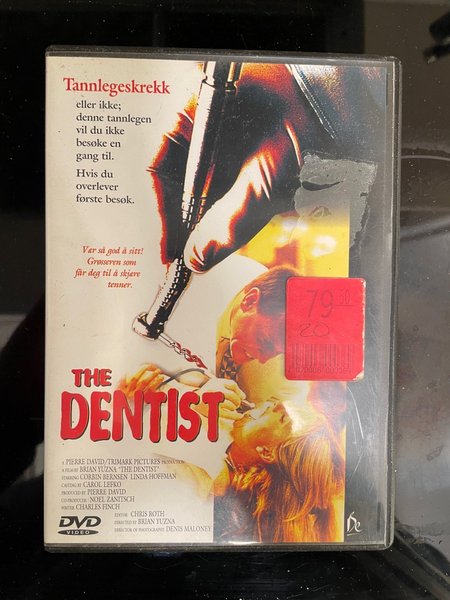 Tannlegeskrekk
eller ikke;
denne tannlegen
vil du ikke
besøke en
gang til.
Hvis du
overlever
første besøk.
Vær så god å sitt!
Grøsseren som
får deg til å skjære
tenner.
79
20
THE
DENTIST
A PIERRE DAVID/TRIMARK PICTURES PRODUCTION
A FILM BY BRIAN YUZNA "THE DENTIST"
STARRING CORBIN BERNSEN LINDA HOFFMAN
CASTING BY CAROL LEFKO
PRODUCED BY PIERRE DAVID
CO-PRODUCER NOEL ZANITSCH
WRITER CHARLES FINCH
EDITOR CHRIS ROTH
DIRECTED BY BRIAN YUZNA
DIRECTOR OF PHOTOGRAPHY DENIS MALONEY
DVD
VIDEO